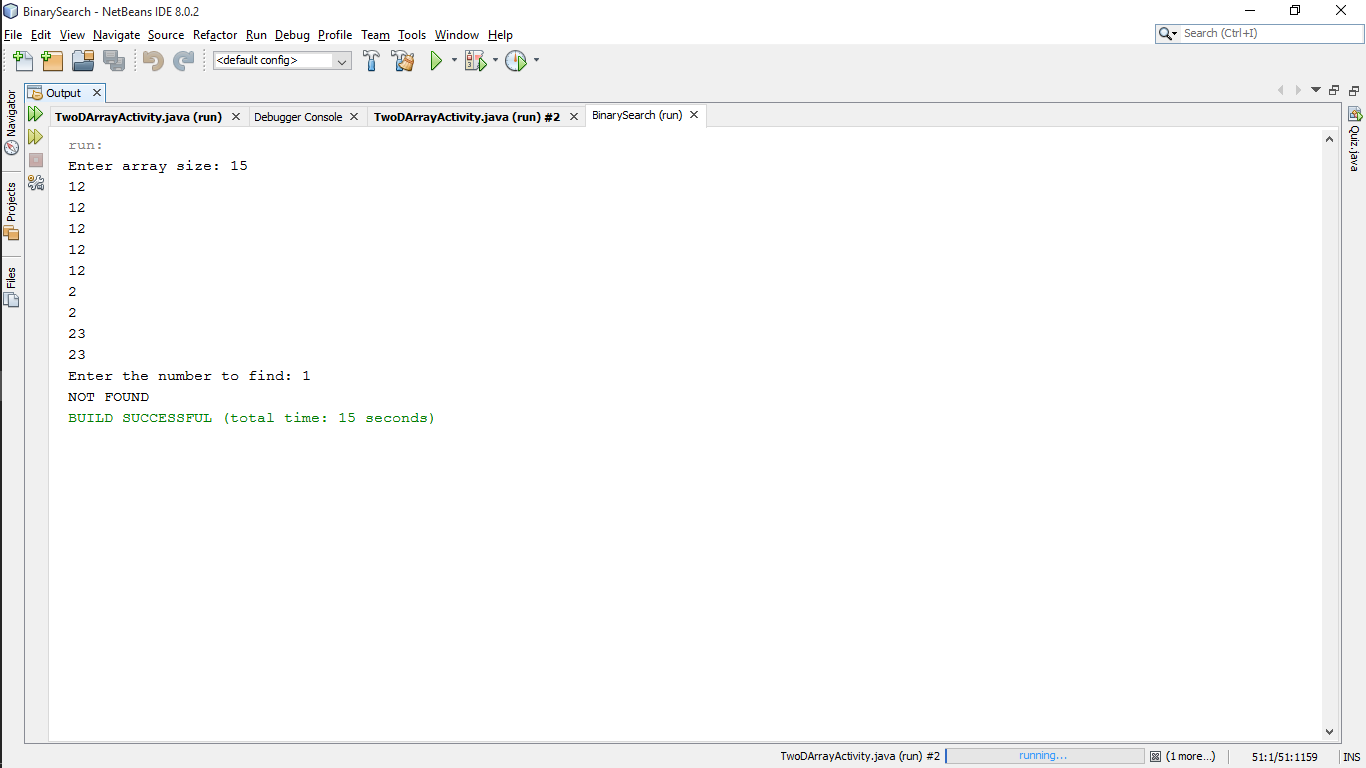 BinarySearch - NetBeans IDE 8.0.2
File Edit View Navigate Source Refactor Run Debug Profile Team Tools Window Help
Search (Ctrl+I)
<default config>
Output
Navigator
Projects
Files
TwoDArrayActivity.java (run)
Debugger Console
TwoDArrayActivity.java (run) #2
BinarySearch (run)
run:
Enter array size: 15
12
12
12
12
12
2
2
23
23
Enter the number to find: 1
NOT FOUND
BUILD SUCCESSFUL (total time: 15 seconds)
Quiz.java
TwoDArrayActivity.java (run) #2 running... (1 more...) 51:1/51:1159 INS